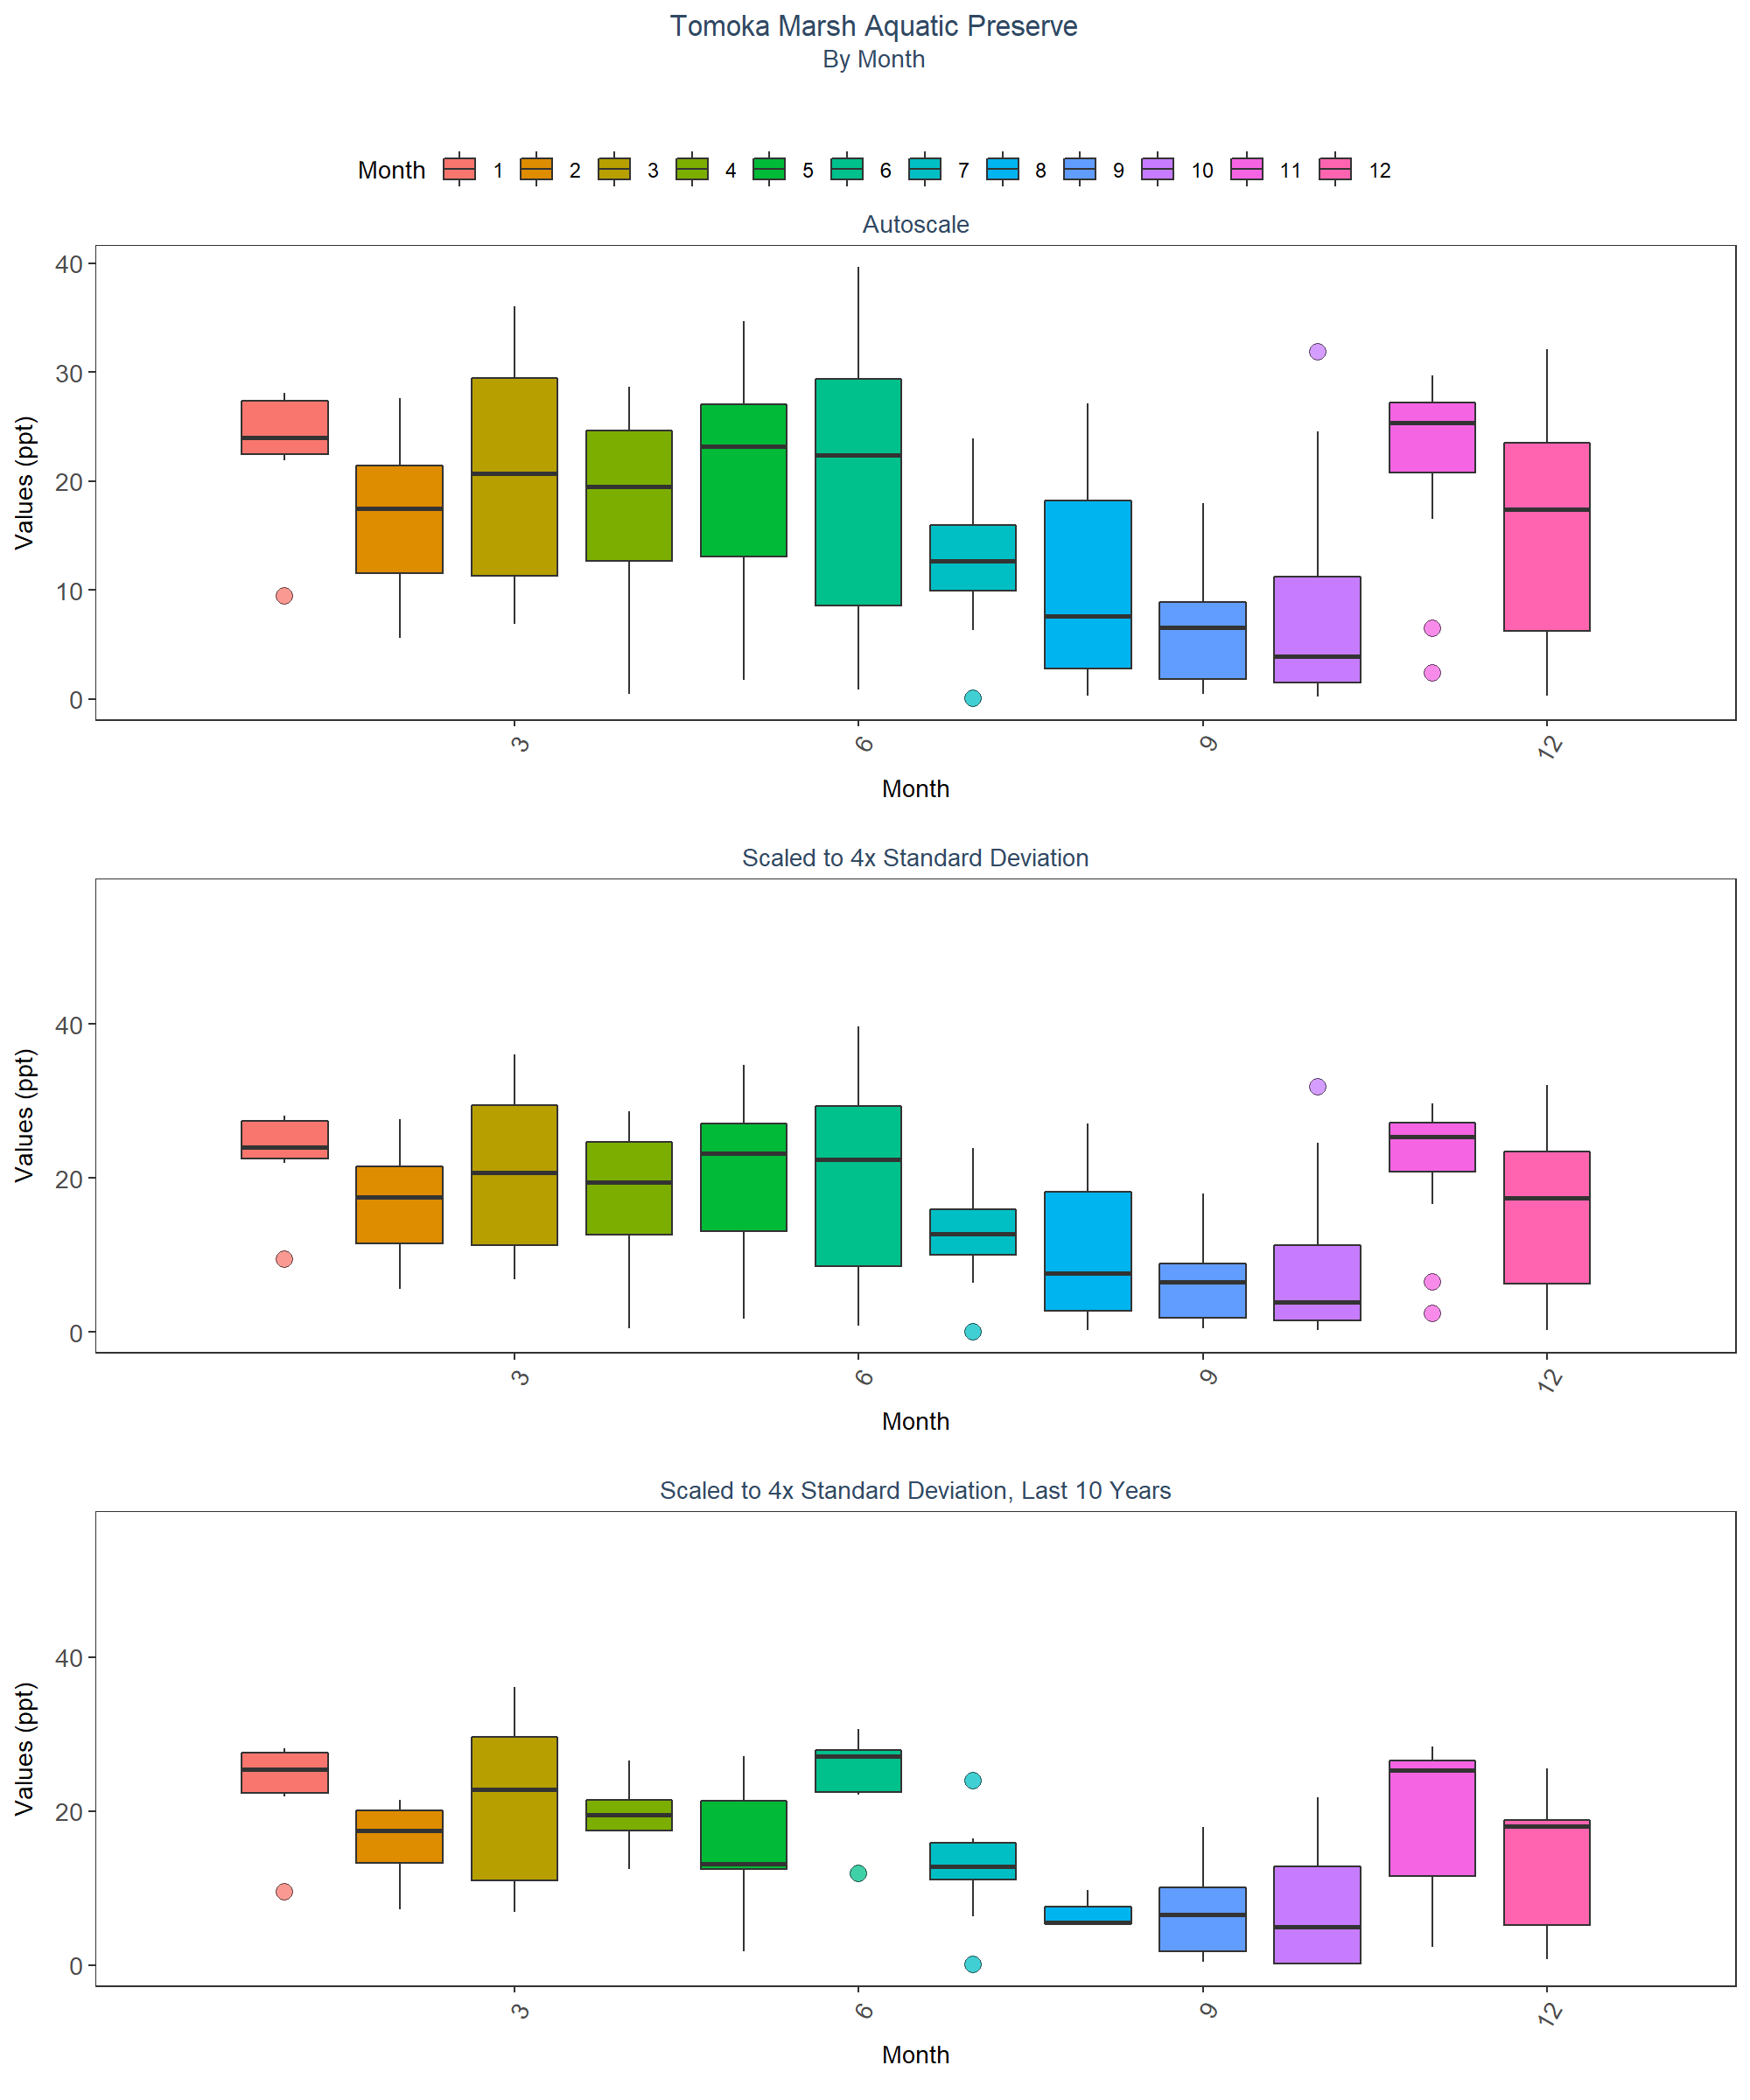 Tomoka Marsh Aquatic Preserve
By Month
Month 1 2 3 4 5 6 7 8 9 10 11 12
Autoscale
Values (ppt)
40
30
20
10
0
3 6 9 12
Month
Scaled to 4x Standard Deviation
Values (ppt)
40
20
0
3 6 9 12
Month
Scaled to 4x Standard Deviation, Last 10 Years
Values (ppt)
40
20
0
3 6 9 12
Month